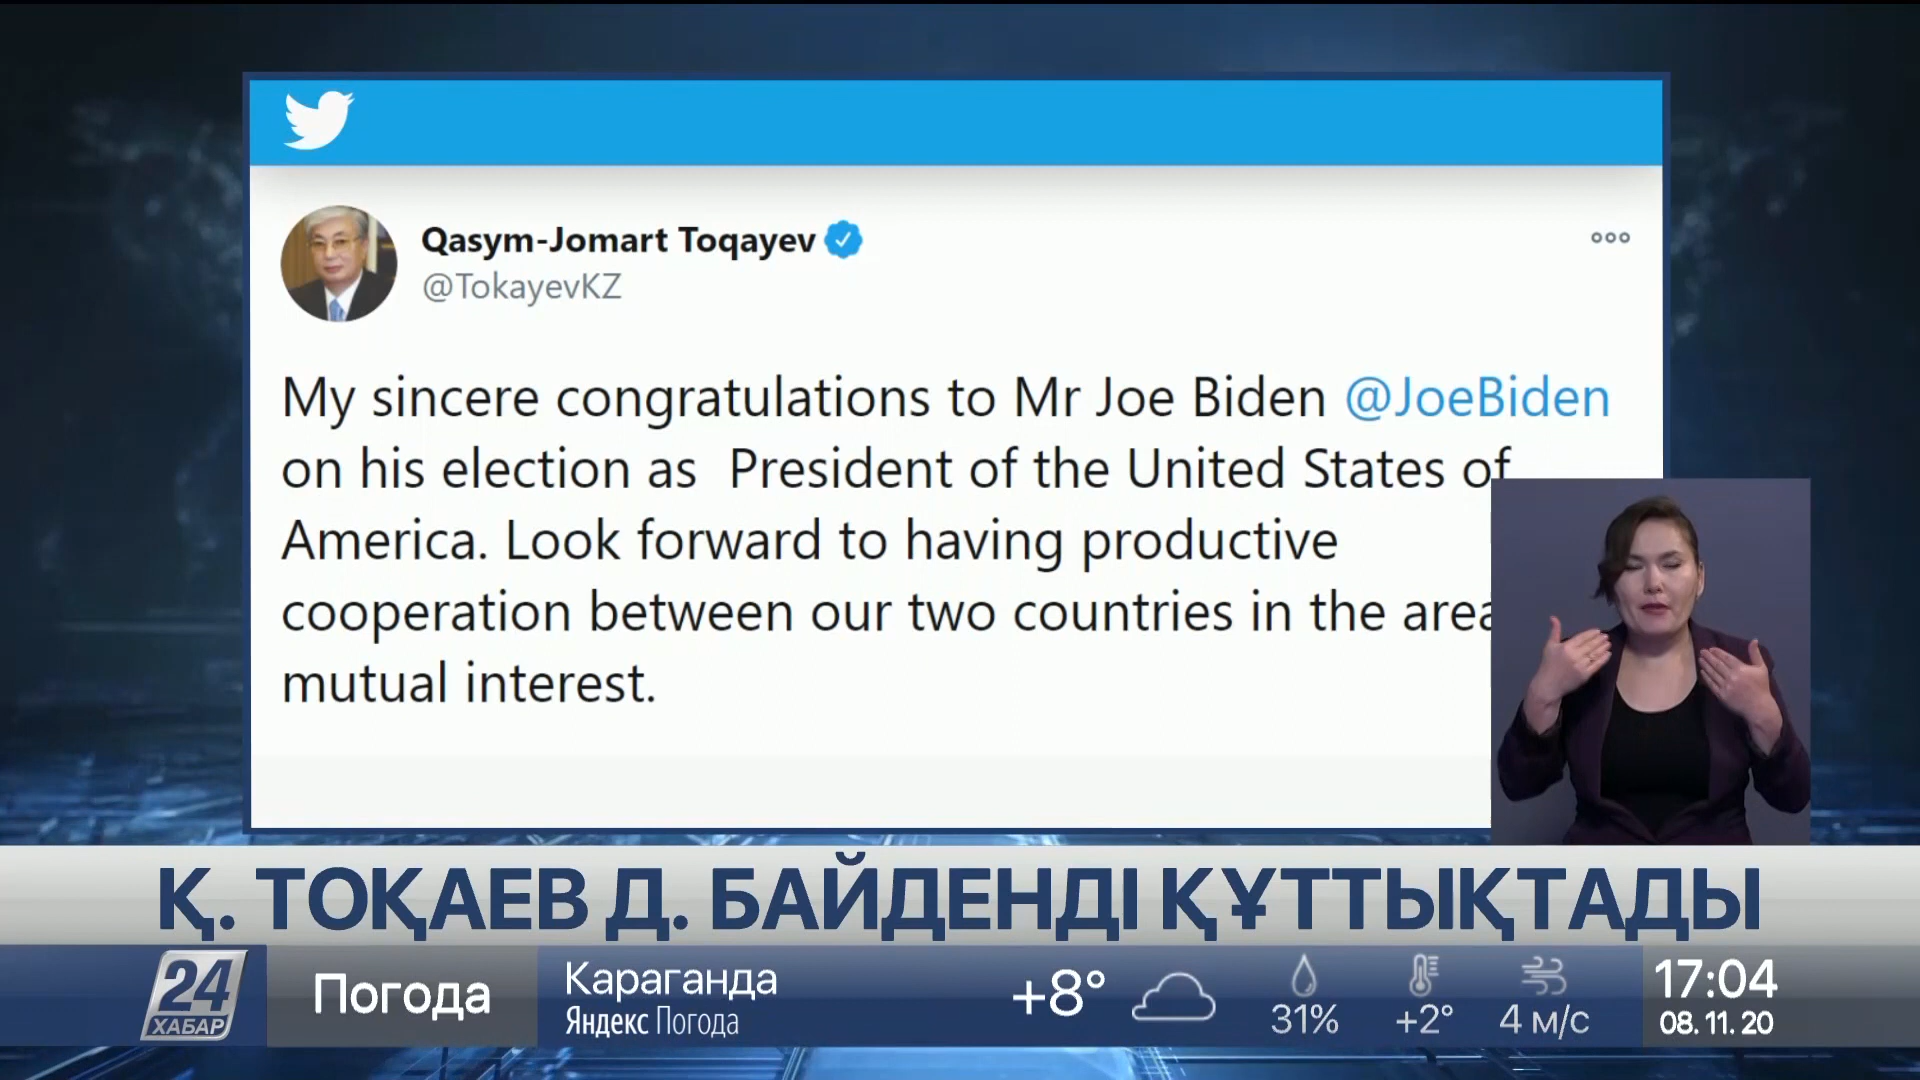 Qasym-Jomart Toqayev
@TokayevKZ
My sincere congratulations to Mr Joe Biden @JoeBiden
on his election as President of the United States of
America. Look forward to having productive
cooperation between our two countries in the
mutual interest.
Қ. ТОҚАЕВ Д. БАЙДЕНДІ ҚҰТТЫҚТАДЫ
24
ХАБАР
Погода
Караганда
Яндекс Погода
+8°
31%
+2°
4 м/с
17:04
08. 11. 20